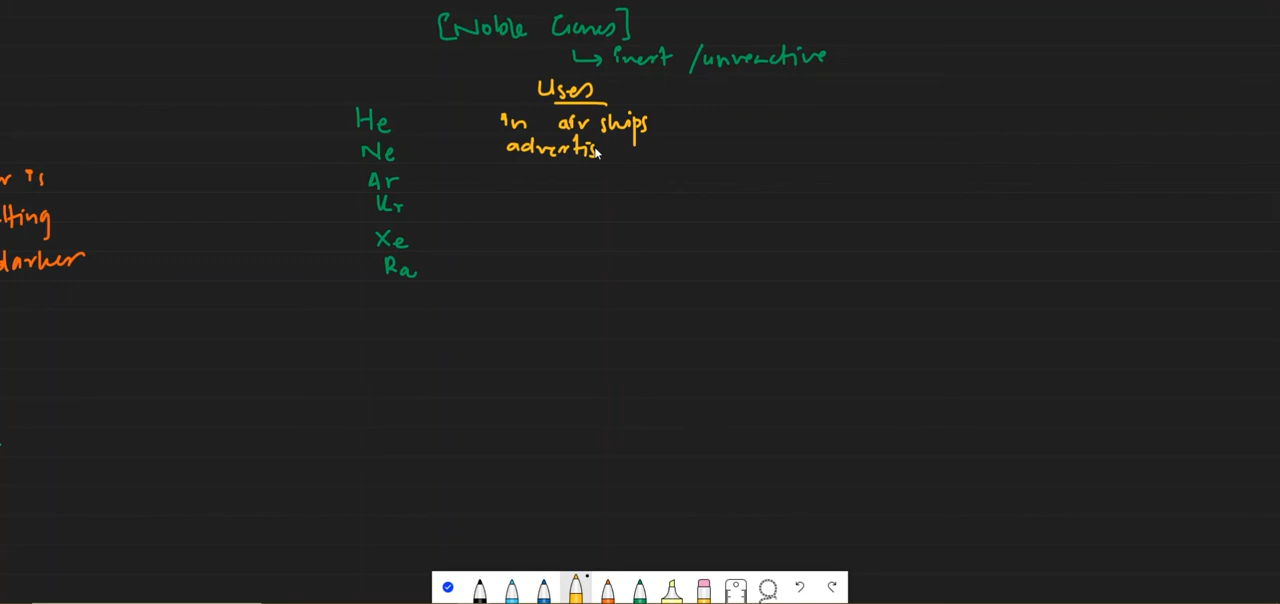 [Noble Gases]
↳ inert /unreactive
Uses
He in air ships
Ne advertis
Ar
Kr
Xe
Ra
r is
lting
darker